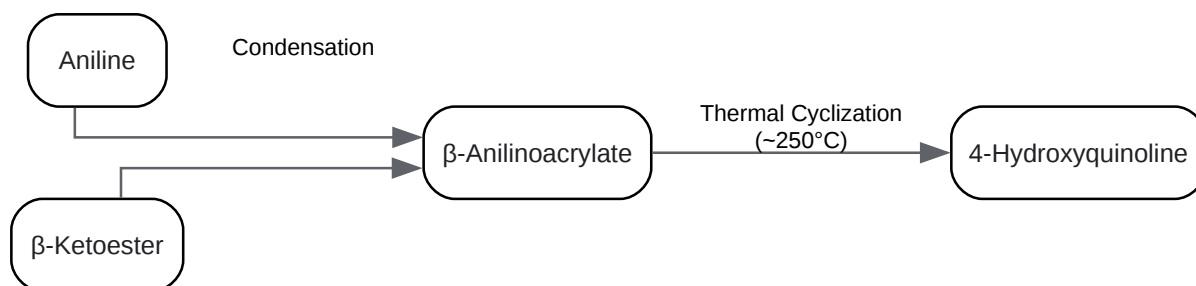 Aniline
Condensation
β-Ketoester
β-Anilinoacrylate
Thermal Cyclization
(~250°C)
4-Hydroxyquinoline